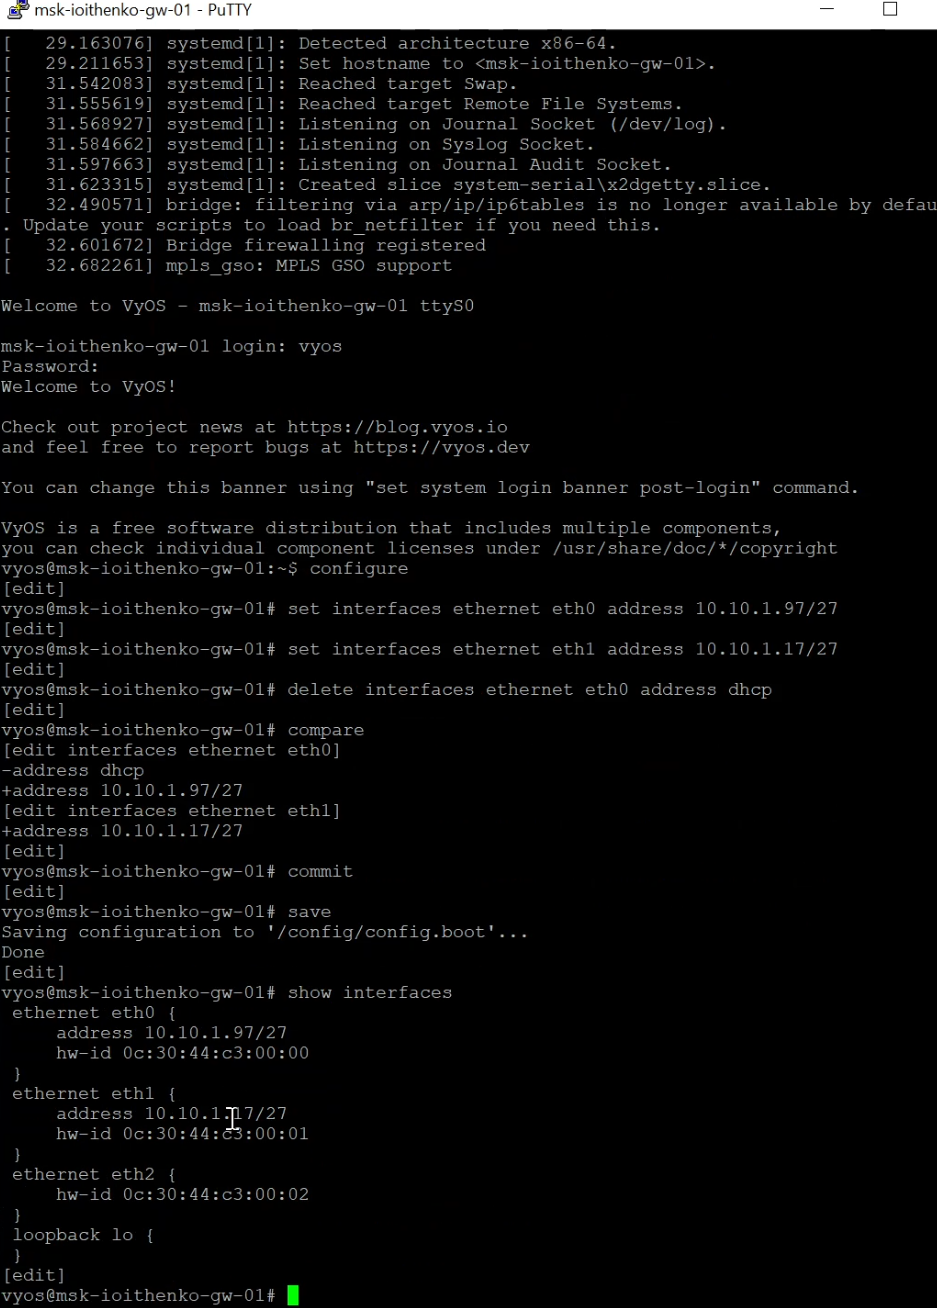 msk-ioithenko-gw-01 - PuTTY
[   29.163076] systemd[1]: Detected architecture x86-64.
[   29.211653] systemd[1]: Set hostname to <msk-ioithenko-gw-01>.
[   31.542083] systemd[1]: Reached target Swap.
[   31.555619] systemd[1]: Reached target Remote File Systems.
[   31.568927] systemd[1]: Listening on Journal Socket (/dev/log).
[   31.584662] systemd[1]: Listening on Syslog Socket.
[   31.597663] systemd[1]: Listening on Journal Audit Socket.
[   31.623315] systemd[1]: Created slice system-serial\x2dgetty.slice.
[   32.490571] bridge: filtering via arp/ip/ip6tables is no longer available by defau
. Update your scripts to load br_netfilter if you need this.
[   32.601672] Bridge firewalling registered
[   32.682261] mpls_gso: MPLS GSO support
Welcome to VyOS - msk-ioithenko-gw-01 ttyS0
msk-ioithenko-gw-01 login: vyos
Password:
Welcome to VyOS!
Check out project news at https://blog.vyos.io
and feel free to report bugs at https://vyos.dev
You can change this banner using "set system login banner post-login" command.
VyOS is a free software distribution that includes multiple components,
you can check individual component licenses under /usr/share/doc/*/copyright
vyos@msk-ioithenko-gw-01:~$ configure
[edit]
vyos@msk-ioithenko-gw-01# set interfaces ethernet eth0 address 10.10.1.97/27
[edit]
vyos@msk-ioithenko-gw-01# set interfaces ethernet eth1 address 10.10.1.17/27
[edit]
vyos@msk-ioithenko-gw-01# delete interfaces ethernet eth0 address dhcp
[edit]
vyos@msk-ioithenko-gw-01# compare
[edit interfaces ethernet eth0]
-address dhcp
+address 10.10.1.97/27
[edit interfaces ethernet eth1]
+address 10.10.1.17/27
[edit]
vyos@msk-ioithenko-gw-01# commit
[edit]
vyos@msk-ioithenko-gw-01# save
Saving configuration to '/config/config.boot'...
Done
[edit]
vyos@msk-ioithenko-gw-01# show interfaces
 ethernet eth0 {
     address 10.10.1.97/27
     hw-id 0c:30:44:c3:00:00
 }
 ethernet eth1 {
     address 10.10.1.17/27
     hw-id 0c:30:44:c3:00:01
 }
 ethernet eth2 {
     hw-id 0c:30:44:c3:00:02
 }
 loopback lo {
 }
[edit]
vyos@msk-ioithenko-gw-01#